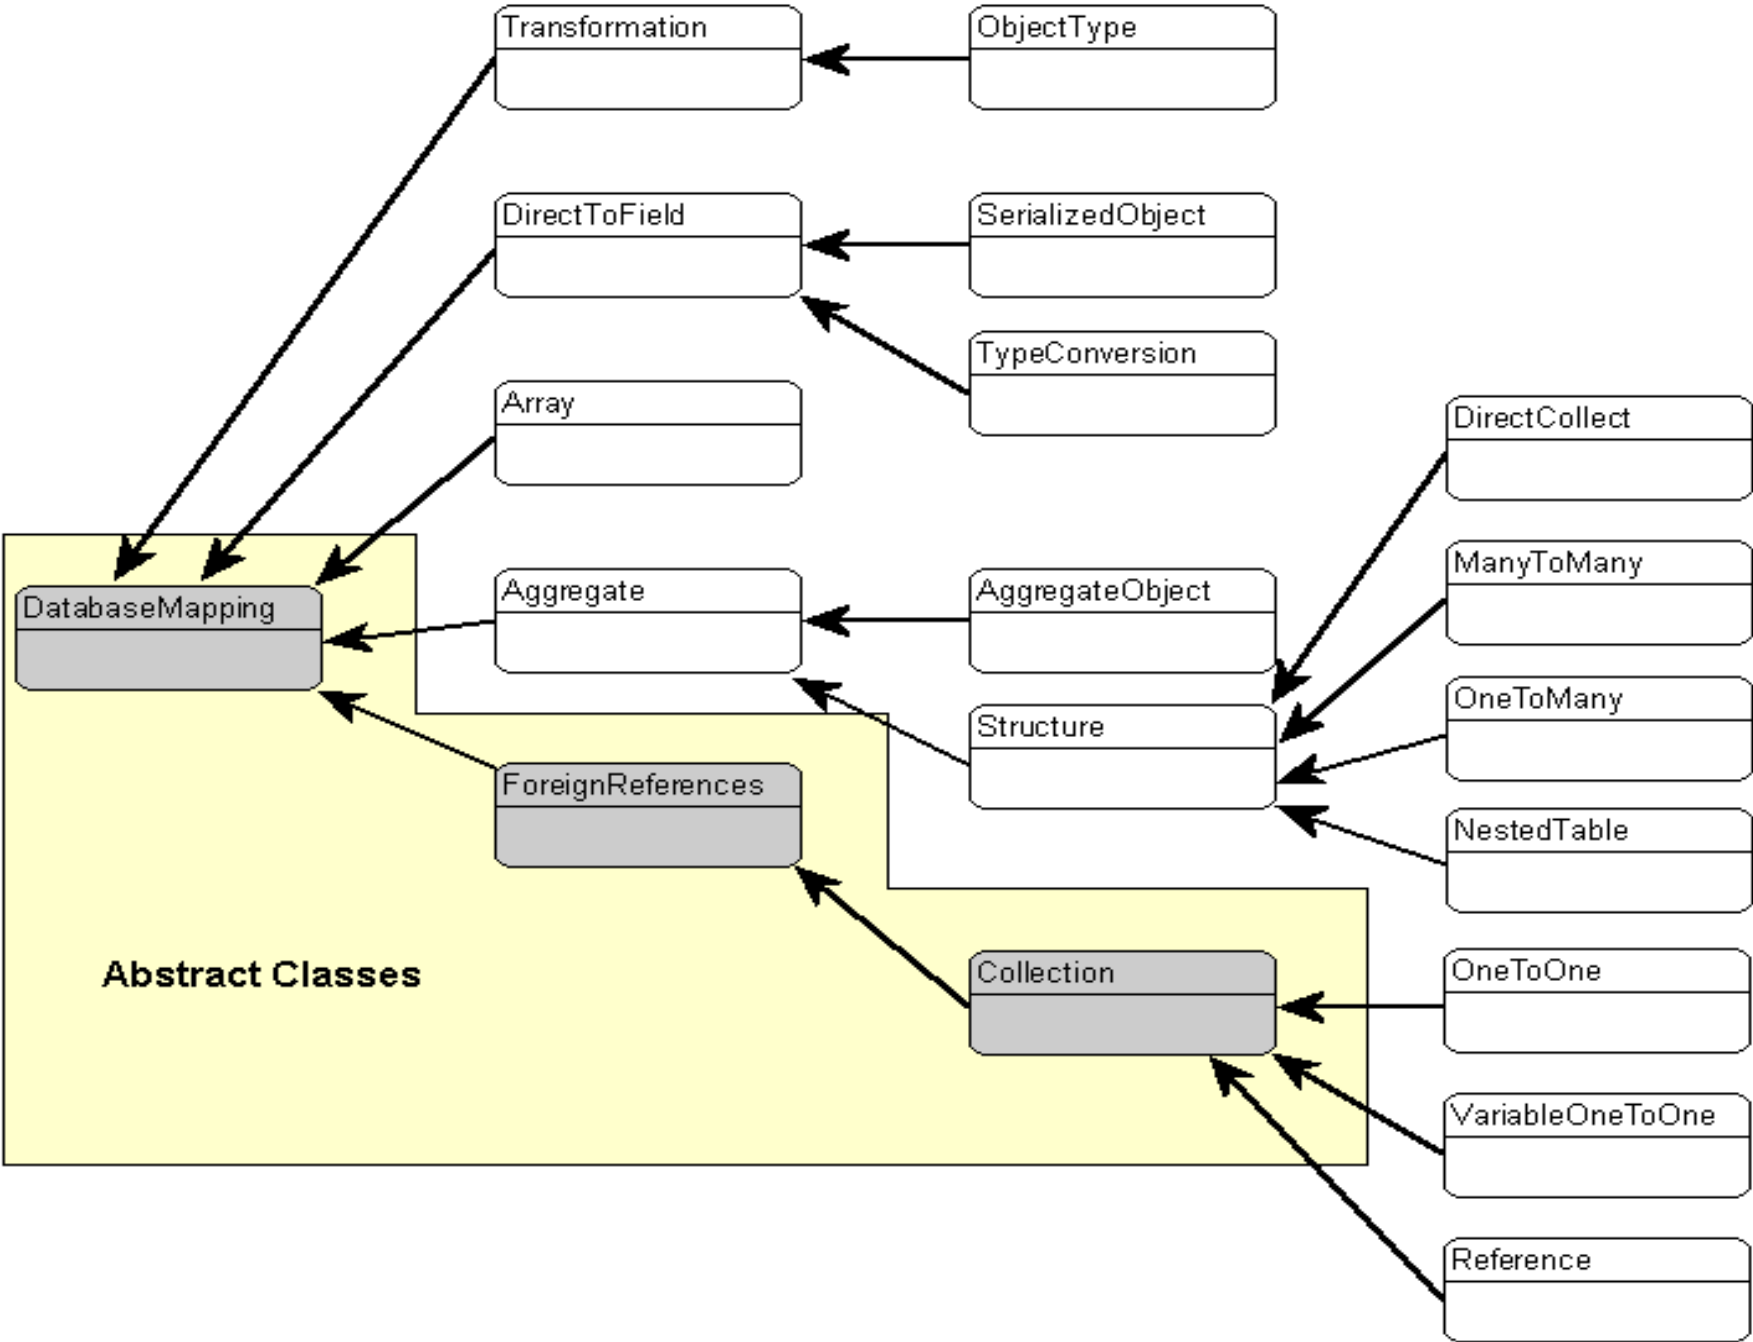 Transformation
ObjectType
DirectToField
SerializedObject
TypeConversion
Array
DirectCollect
ManyToMany
DatabaseMapping
Aggregate
AggregateObject
OneToMany
Structure
ForeignReferences
NestedTable
Abstract Classes
Collection
OneToOne
VariableOneToOne
Reference